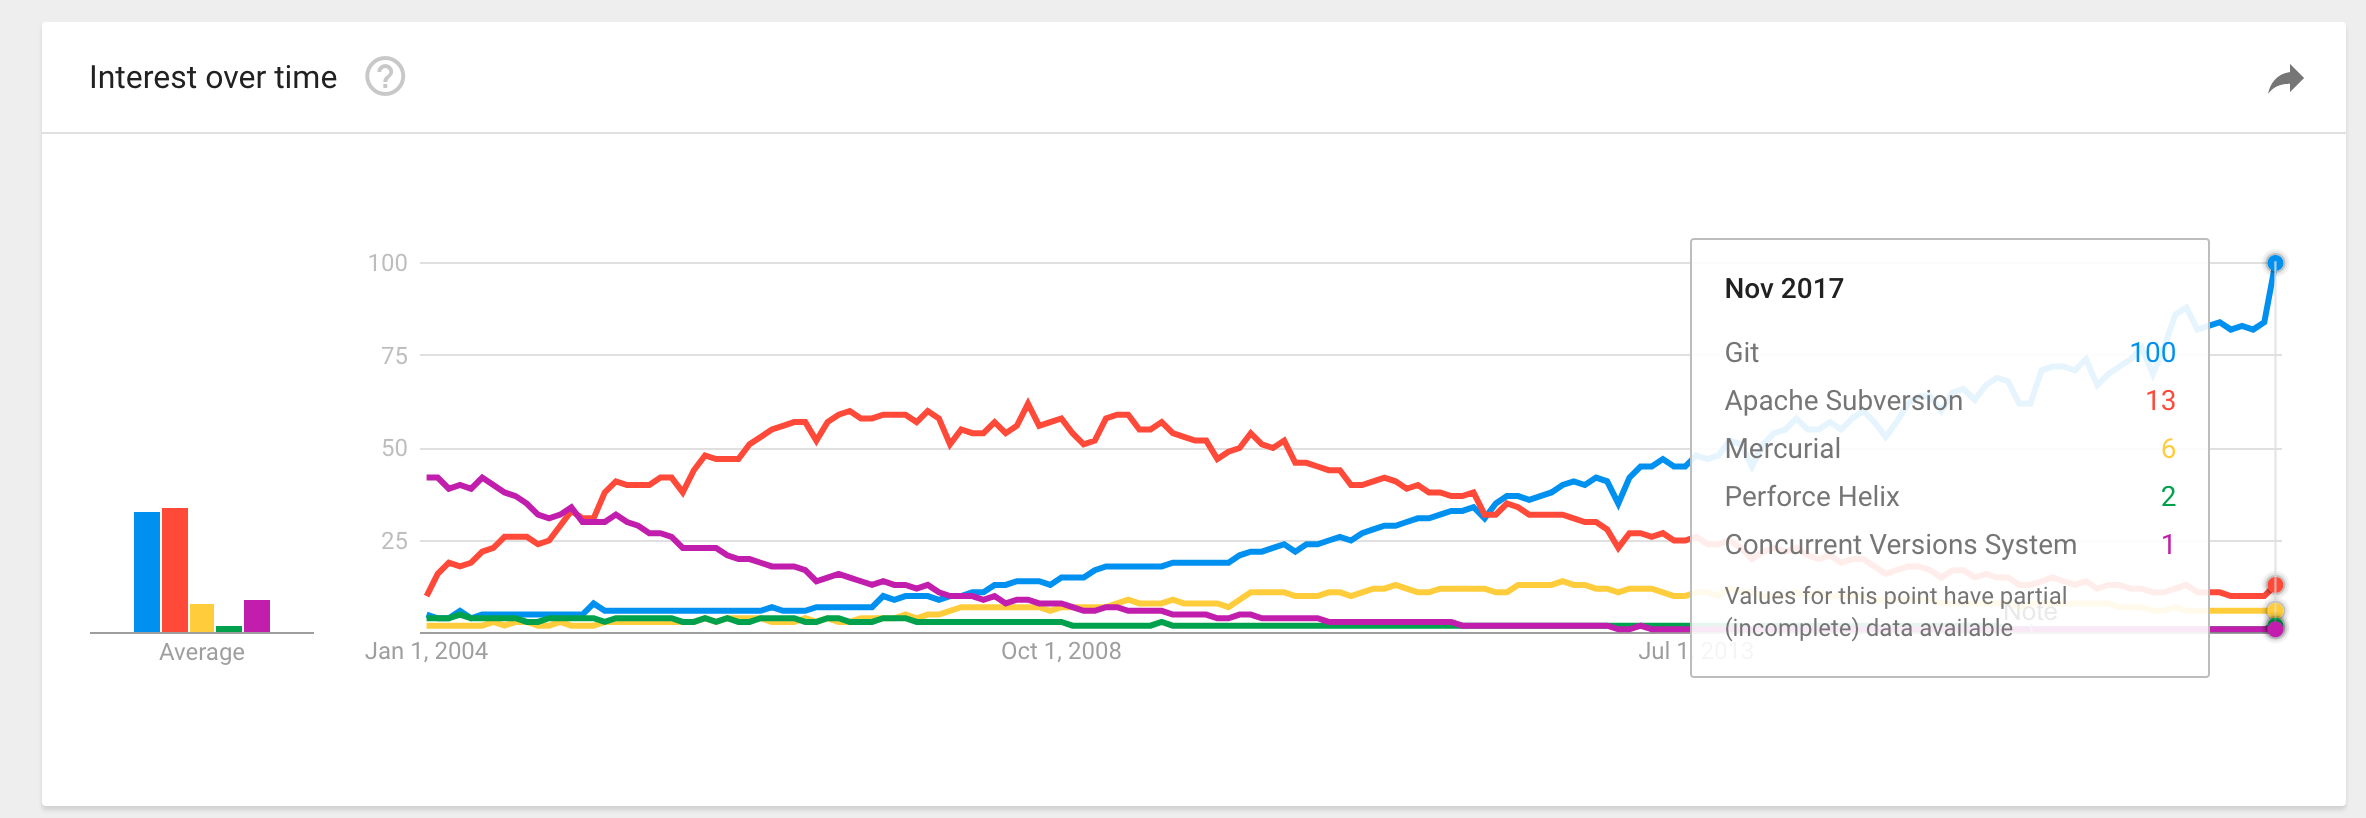 Interest over time ?
100
75
50
25
Average
Jan 1, 2004
Oct 1, 2008
Jul 1, 2013
Note
Nov 2017
Git 100
Apache Subversion 13
Mercurial 6
Perforce Helix 2
Concurrent Versions System 1
Values for this point have partial
(incomplete) data available